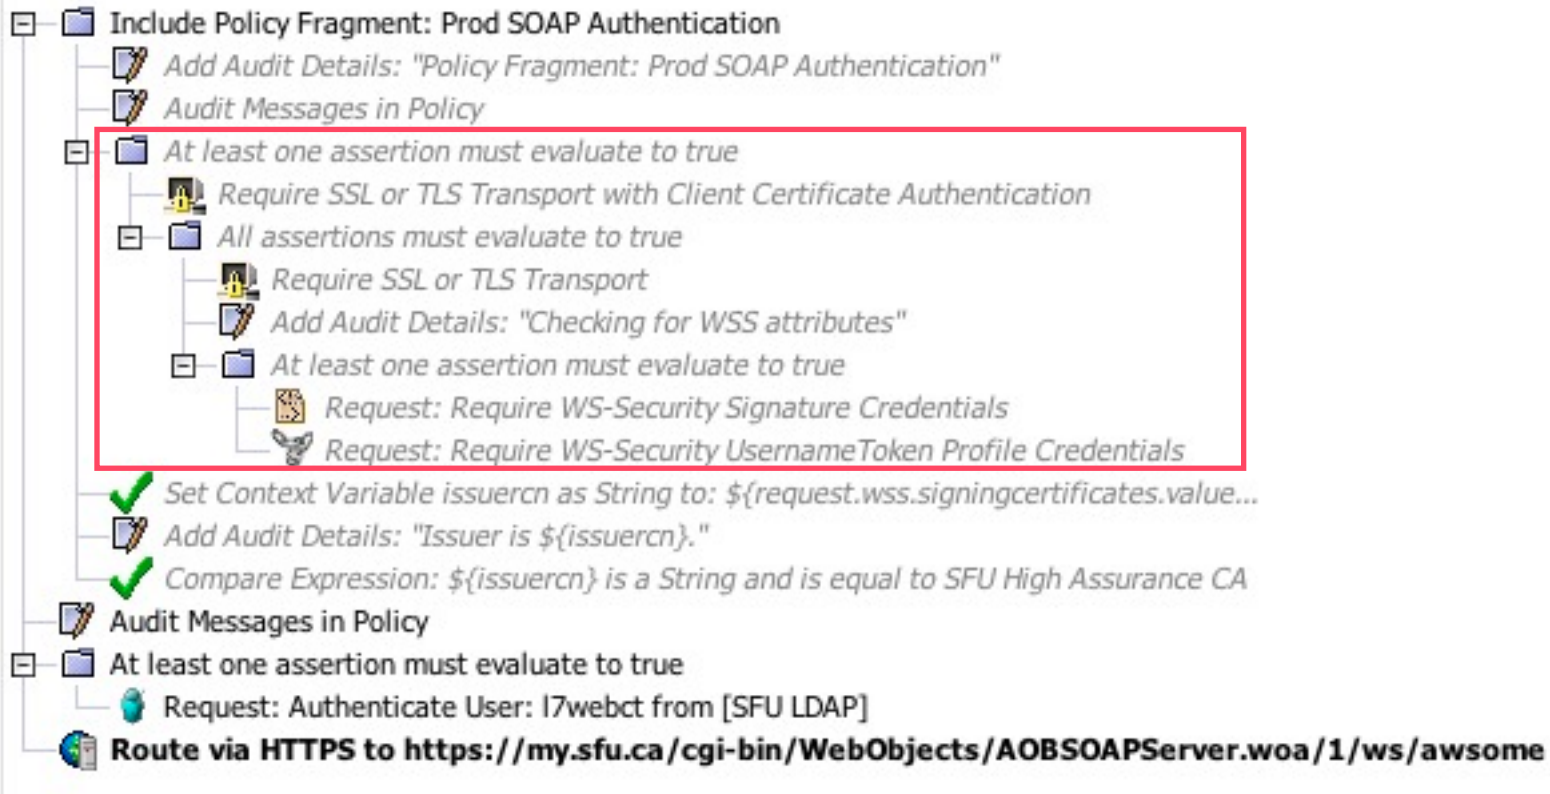 Include Policy Fragment: Prod SOAP Authentication
Add Audit Details: "Policy Fragment: Prod SOAP Authentication"
Audit Messages in Policy
At least one assertion must evaluate to true
Require SSL or TLS Transport with Client Certificate Authentication
All assertions must evaluate to true
Require SSL or TLS Transport
Add Audit Details: "Checking for WSS attributes"
At least one assertion must evaluate to true
Request: Require WS-Security Signature Credentials
Request: Require WS-Security UsernameToken Profile Credentials
Set Context Variable issuercn as String to: ${request.wss.signingcertificates.value...
Add Audit Details: "Issuer is ${issuercn}."
Compare Expression: ${issuercn} is a String and is equal to SFU High Assurance CA
Audit Messages in Policy
At least one assertion must evaluate to true
Request: Authenticate User: l7webct from [SFU LDAP]
Route via HTTPS to https://my.sfu.ca/cgi-bin/WebObjects/AOBSOAPServer.woa/1/ws/awsome